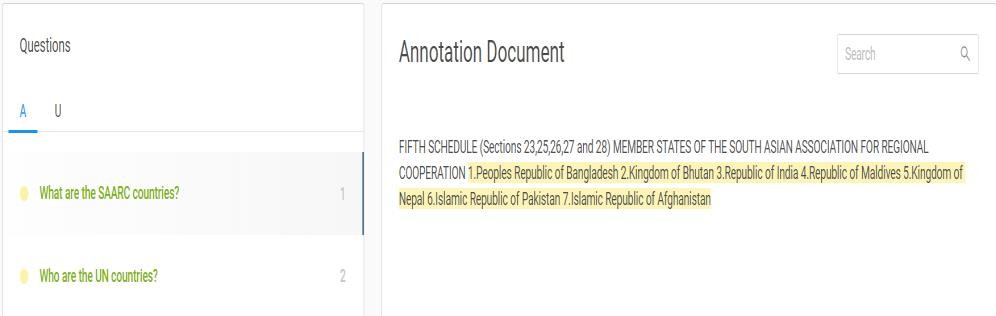 Questions
A U
What are the SAARC countries? 1
Who are the UN countries? 2
Annotation Document
Search
FIFTH SCHEDULE (Sections 23,25,26,27 and 28) MEMBER STATES OF THE SOUTH ASIAN ASSOCIATION FOR REGIONAL
COOPERATION 1.Peoples Republic of Bangladesh 2.Kingdom of Bhutan 3.Republic of India 4.Republic of Maldives 5.Kingdom of
Nepal 6.Islamic Republic of Pakistan 7.Islamic Republic of Afghanistan